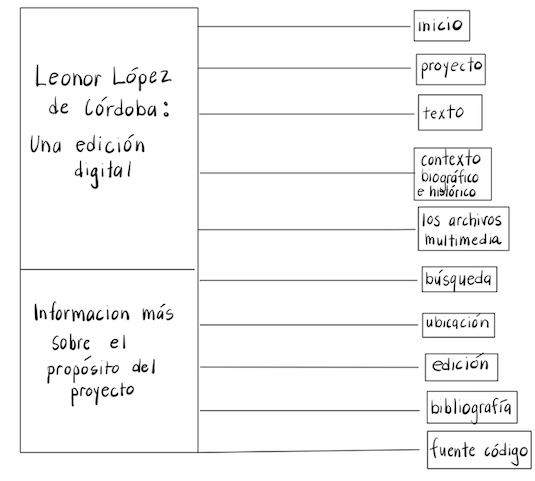 Leonor López
de Córdoba:
Una edición
digital
Informacion más
sobre el
propósito del
proyecto
inicio
proyecto
texto
contexto
biográfico
e histórico
los archivos
multimedia
búsqueda
ubicación
edición
bibliografía
fuente código